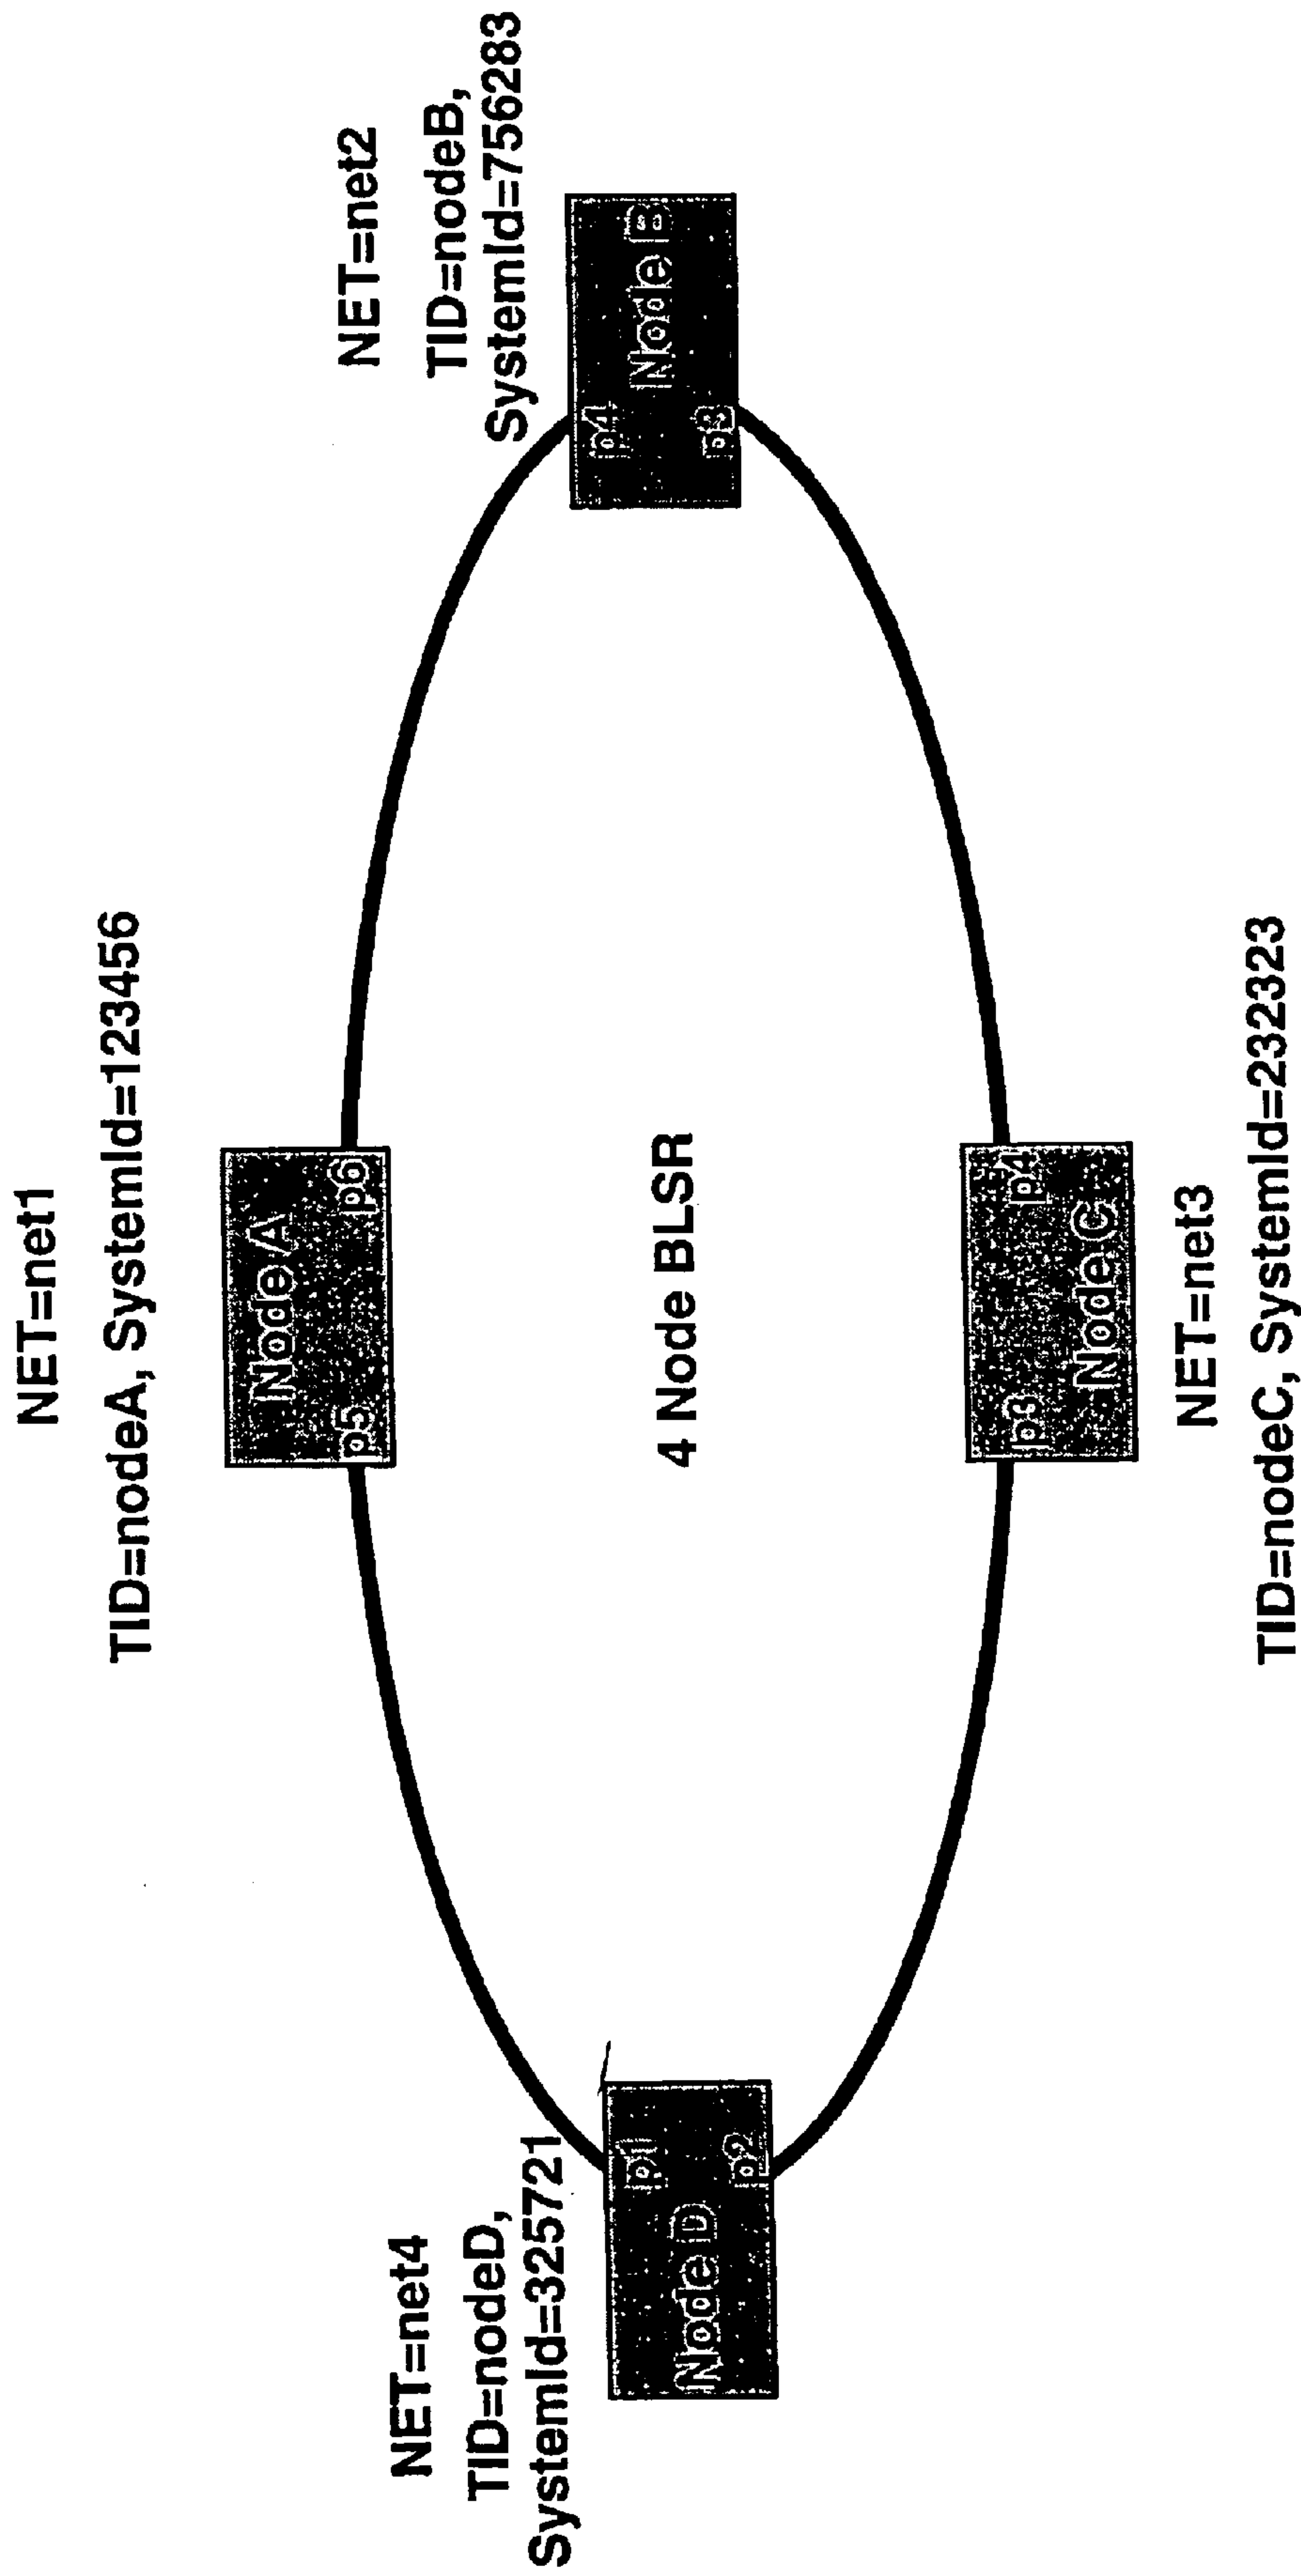 NET=net1
TID=nodeA, SystemId=123456
Node A
p5
p6
NET=net2
TID=nodeB,
SystemId=756283
p4
Node B
p3
NET=net4
TID=nodeD,
SystemId=325721
p1
Node D
p2
4 Node BLSR
p3
p4
Node C
NET=net3
TID=nodeC, SystemId=232323